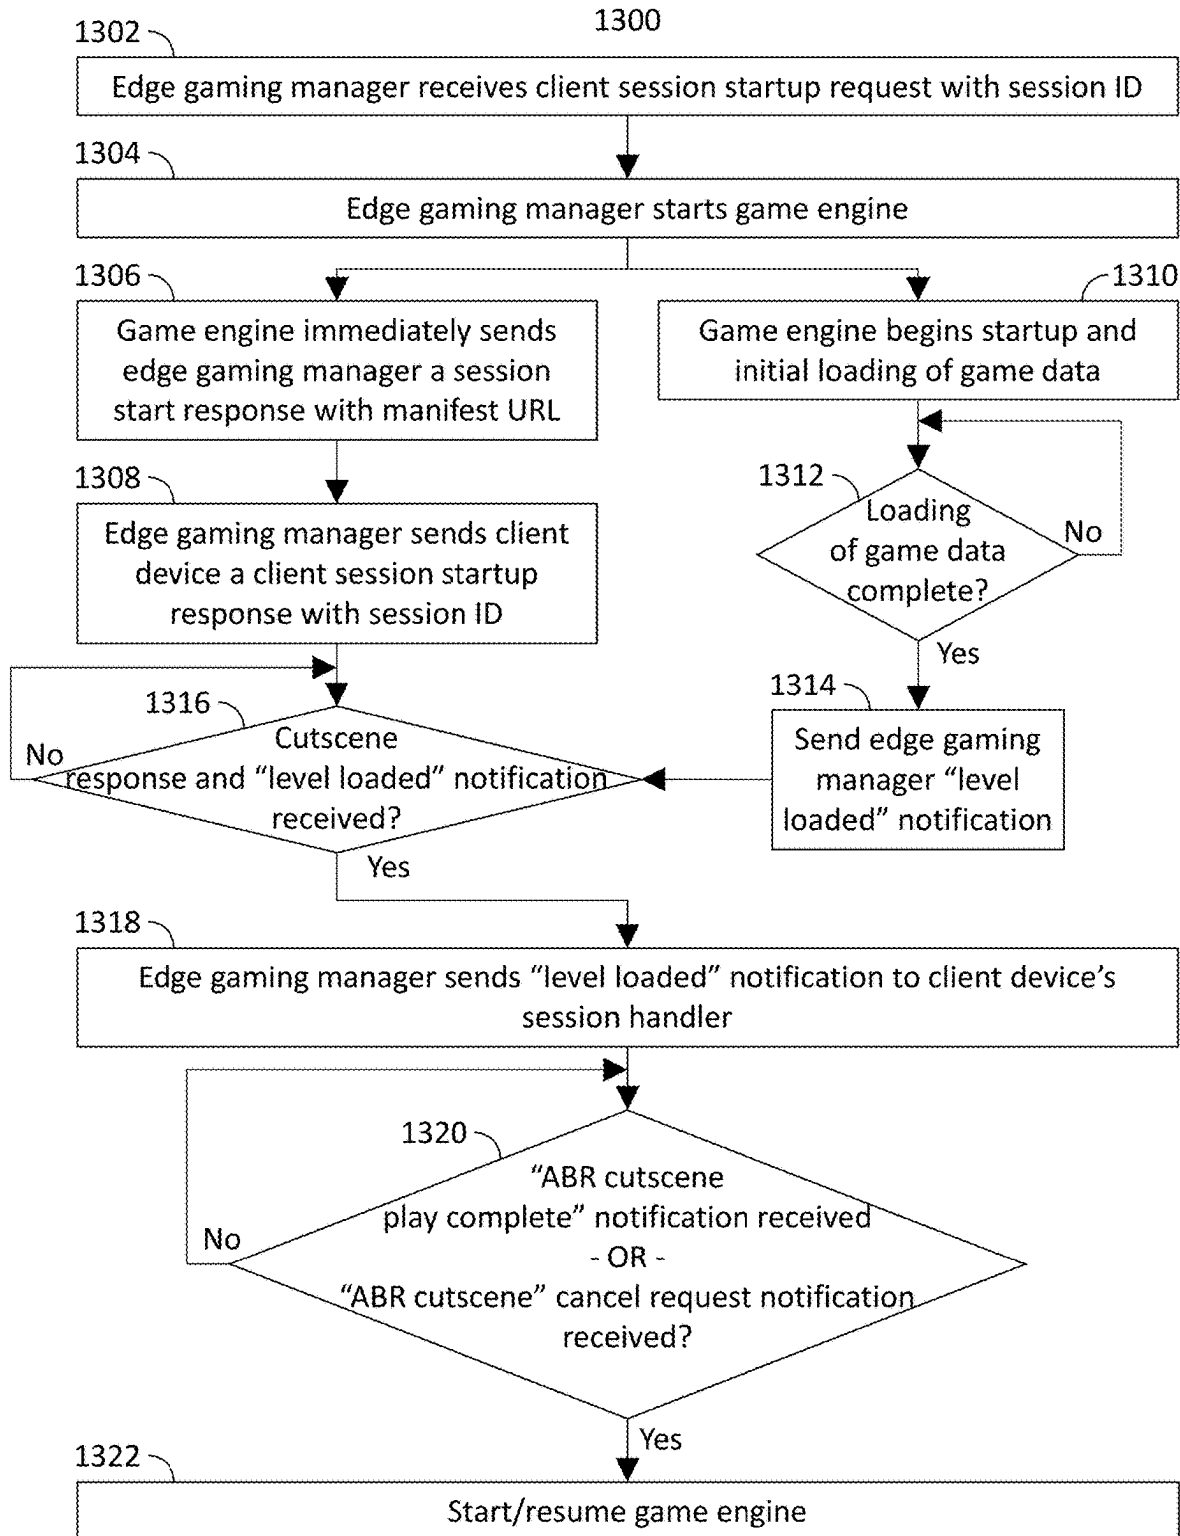 1300
1302
Edge gaming manager receives client session startup request with session ID
1304
Edge gaming manager starts game engine
1306
Game engine immediately sends
edge gaming manager a session
start response with manifest URL
1310
Game engine begins startup and
initial loading of game data
1308
Edge gaming manager sends client
device a client session startup
response with session ID
1312
Loading
of game data
complete?
No
Yes
1314
Send edge gaming
manager “level
loaded” notification
1316
Cutscene
response and “level loaded” notification
received?
No
Yes
1318
Edge gaming manager sends “level loaded” notification to client device’s
session handler
1320
“ABR cutscene
play complete” notification received
- OR -
“ABR cutscene” cancel request notification
received?
No
Yes
1322
Start/resume game engine